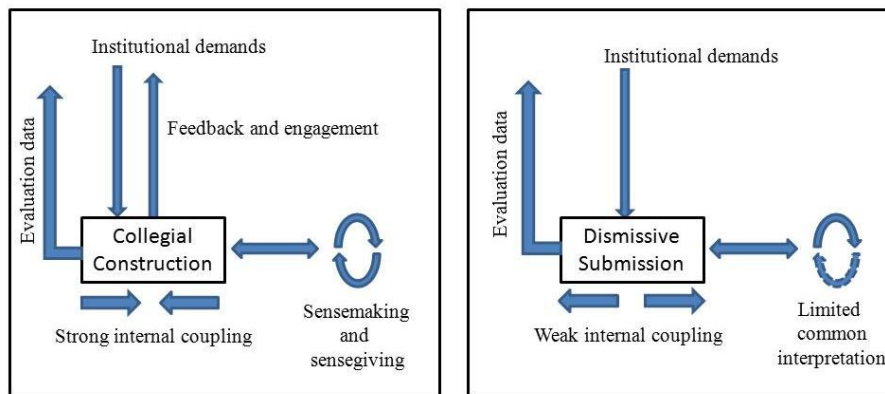 Institutional demands
Feedback and engagement
Evaluation data
Collegial
Construction
Strong internal coupling
Sensemaking
and
sensegiving
Institutional demands
Evaluation data
Dismissive
Submission
Weak internal coupling
Limited
common
interpretation